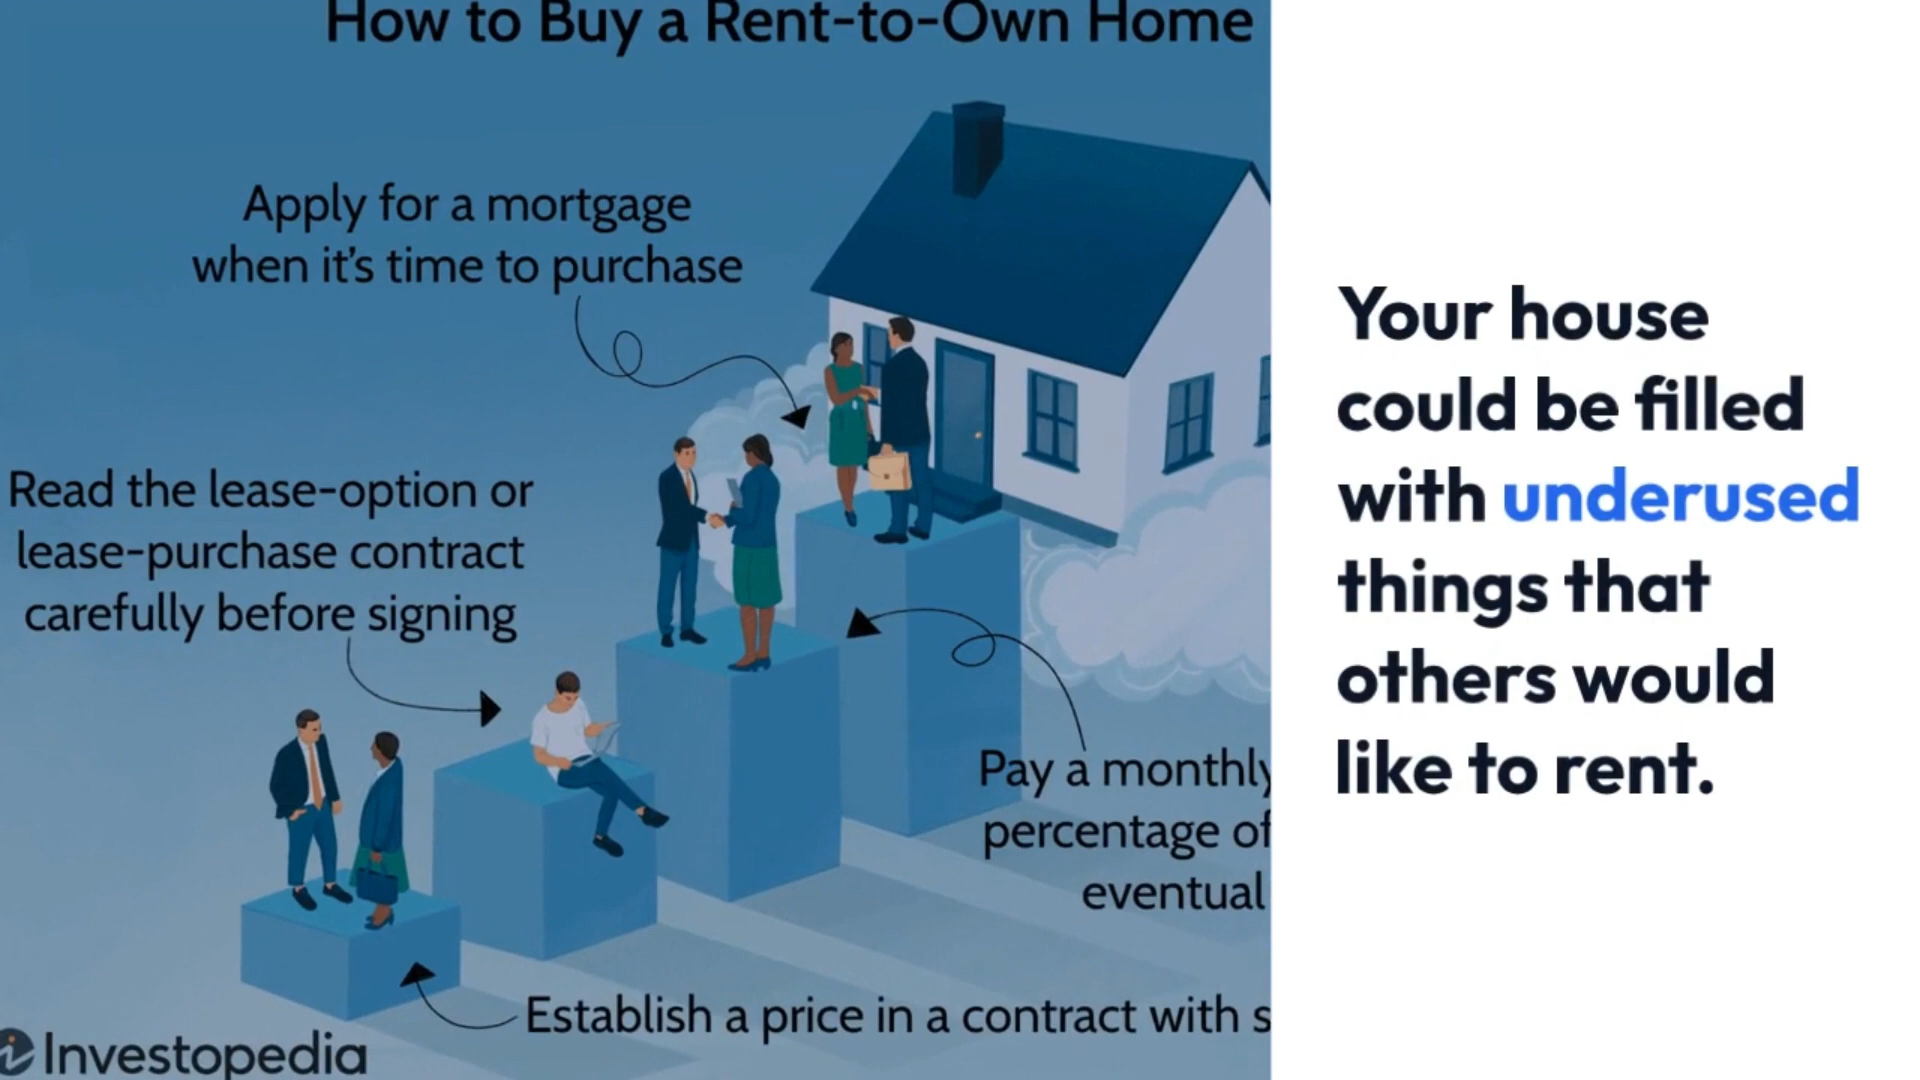 How to Buy a Rent-to-Own Home
Apply for a mortgage
when it's time to purchase
Read the lease-option or
lease-purchase contract
carefully before signing
Pay a monthly
percentage of
eventual
Establish a price in a contract with s
Investopedia
Your house
could be filled
with underused
things that
others would
like to rent.